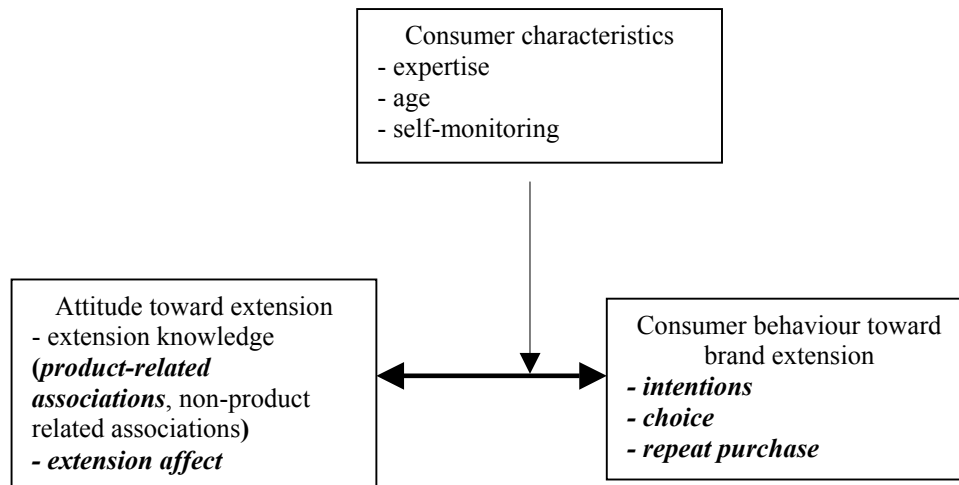 Consumer characteristics
- expertise
- age
- self-monitoring
Attitude toward extension
- extension knowledge
(product-related
associations, non-product
related associations)
- extension affect
Consumer behaviour toward
brand extension
- intentions
- choice
- repeat purchase